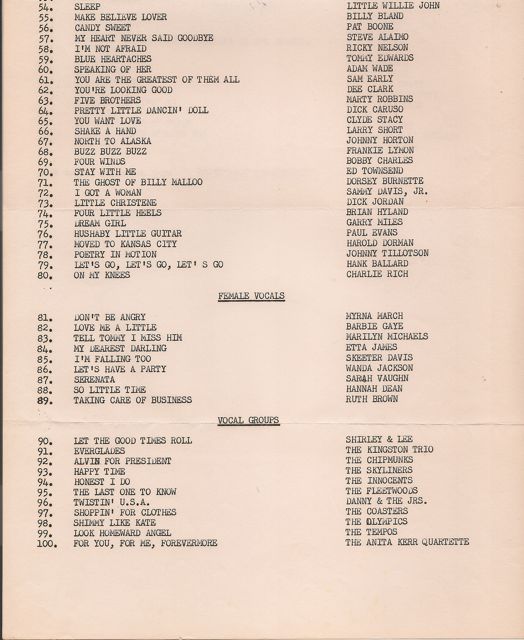 54. SLEEP LITTLE WILLIE JOHN
55. MAKE BELIEVE LOVER BILLY BLAND
56. CANDY SWEET PAT BOONE
57. MY HEART NEVER SAID GOODBYE STEVE ALAIMO
58. I'M NOT AFRAID RICKY NELSON
59. BLUE HEARTACHES TOMMY EDWARDS
60. SPEAKING OF HER ADAM WADE
61. YOU ARE THE GREATEST OF THEM ALL SAM EARLY
62. YOU'RE LOOKING GOOD DEE CLARK
63. FIVE BROTHERS MARTY ROBBINS
64. PRETTY LITTLE DANCIN' DOLL DICK CARUSO
65. YOU WANT LOVE CLYDE STACY
66. SHAKE A HAND LARRY SHORT
67. NORTH TO ALASKA JOHNNY HORTON
68. BUZZ BUZZ BUZZ FRANKIE LYMON
69. FOUR WINDS BOBBY CHARLES
70. STAY WITH ME ED TOWNSEND
71. THE GHOST OF BILLY MALLOO DORSEY BURNETTE
72. I GOT A WOMAN SAMMY DAVIS, JR.
73. LITTLE CHRISTENE DICK JORDAN
74. FOUR LITTLE HEELS BRIAN HYLAND
75. DREAM GIRL GARRY MILES
76. HUSHABY LITTLE GUITAR PAUL EVANS
77. MOVED TO KANSAS CITY HAROLD DORMAN
78. POETRY IN MOTION JOHNNY TILLOTSON
79. LET'S GO, LET'S GO, LET' S GO HANK BALLARD
80. ON MY KNEES CHARLIE RICH
FEMALE VOCALS
81. DON'T BE ANGRY MYRNA MARCH
82. LOVE ME A LITTLE BARBIE GAYE
83. TELL TOMMY I MISS HIM MARILYN MICHAELS
84. MY DEAREST DARLING ETTA JAMES
85. I'M FALLING TOO SKEETER DAVIS
86. LET'S HAVE A PARTY WANDA JACKSON
87. SERENATA SARAH VAUGHN
88. SO LITTLE TIME HANNAH DEAN
89. TAKING CARE OF BUSINESS RUTH BROWN
VOCAL GROUPS
90. LET THE GOOD TIMES ROLL SHIRLEY & LEE
91. EVERGLADES THE KINGSTON TRIO
92. ALVIN FOR PRESIDENT THE CHIPMUNKS
93. HAPPY TIME THE SKYLINERS
94. HONEST I DO THE INNOCENTS
95. THE LAST ONE TO KNOW THE FLEETWOODS
96. TWISTIN' U.S.A. DANNY & THE JRS.
97. SHOPPIN' FOR CLOTHES THE COASTERS
98. SHIMMY LIKE KATE THE OLYMPICS
99. LOOK HOMEWARD ANGEL THE TEMPOS
100. FOR YOU, FOR ME, FOREVERMORE THE ANITA KERR QUARTETTE